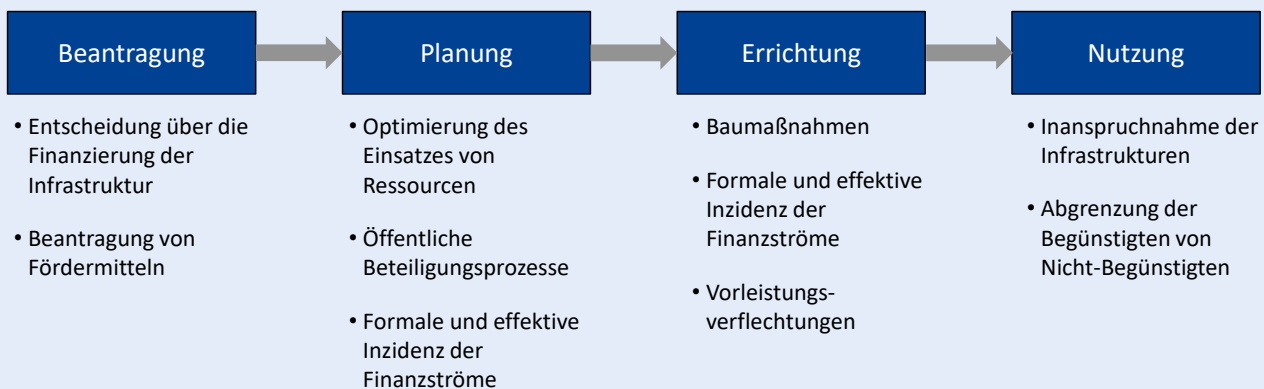 Beantragung
Planung
Errichtung
Nutzung
• Entscheidung über die
Finanzierung der
Infrastruktur
• Beantragung von
Fördermitteln
• Optimierung des
Einsatzes von
Ressourcen
• Öffentliche
Beteiligungsprozesse
• Formale und effektive
Inzidenz der
Finanzströme
• Baumaßnahmen
• Formale und effektive
Inzidenz der
Finanzströme
• Vorleistungs-
verflechtungen
• Inanspruchnahme der
Infrastrukturen
• Abgrenzung der
Begünstigten von
Nicht-Begünstigten